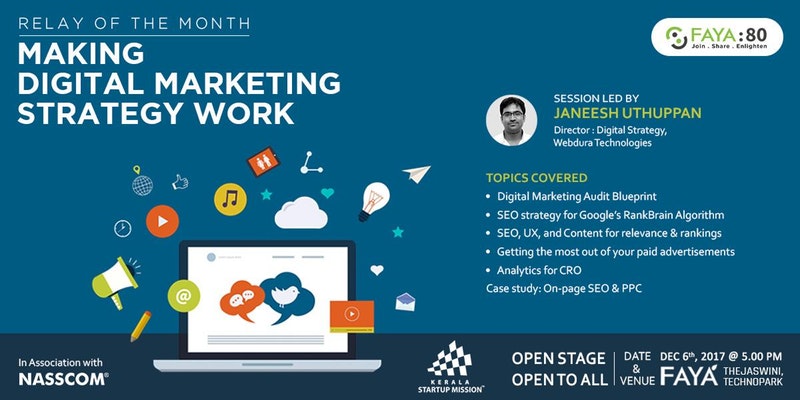 RELAY OF THE MONTH
MAKING
DIGITAL MARKETING
STRATEGY WORK
FAYA:80
Join . Share . Enlighten
SESSION LED BY
JANEESH UTHUPPAN
Director : Digital Strategy,
Webdura Technologies
TOPICS COVERED
• Digital Marketing Audit Blueprint
• SEO strategy for Google's RankBrain Algorithm
• SEO, UX, and Content for relevance & rankings
• Getting the most out of your paid advertisements
• Analytics for CRO
Case study: On-page SEO & PPC
@
In Association with
NASSCOM®
KERALA
STARTUP MISSION™
OPEN STAGE
OPEN TO ALL
DATE
&
VENUE
DEC 6th, 2017 @ 5.00 PM
FAYA
THEJASWINI,
TECHNOPARK